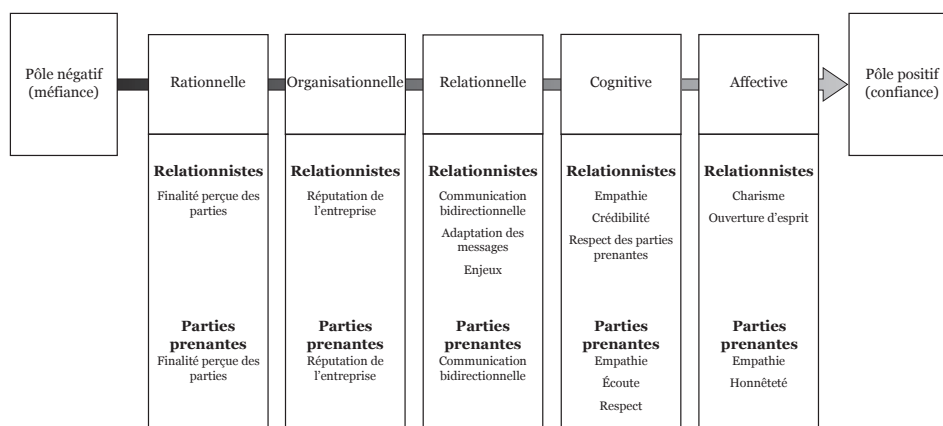 Pôle négatif
(méfiance)
Rationnelle
Organisationnelle
Relationnelle
Cognitive
Affective
Pôle positif
(confiance)
Relationnistes
Finalité perçue des
parties
Parties
prenantes
Finalité perçue des
parties
Relationnistes
Réputation de
l'entreprise
Parties
prenantes
Réputation de
l'entreprise
Relationnistes
Communication
bidirectionnelle
Adaptation des
messages
Enjeux
Parties
prenantes
Communication
bidirectionnelle
Relationnistes
Empathie
Crédibilité
Respect des parties
prenantes
Parties
prenantes
Empathie
Écoute
Respect
Relationnistes
Charisme
Ouverture d'esprit
Parties
prenantes
Empathie
Honnêteté